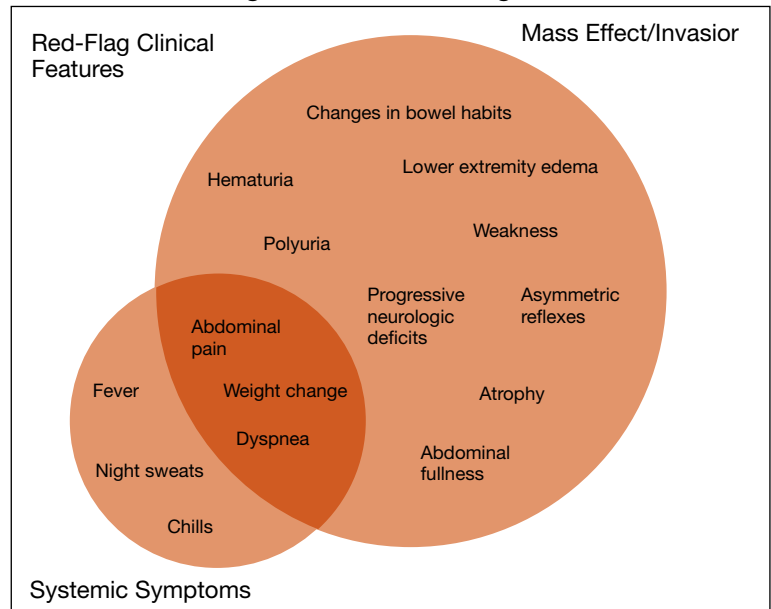 Red-Flag Clinical
Features
Mass Effect/Invasior
Changes in bowel habits
Lower extremity edema
Hematuria
Weakness
Polyuria
Progressive
neurologic
deficits
Asymmetric
reflexes
Abdominal
pain
Fever
Weight change
Atrophy
Dyspnea
Abdominal
fullness
Night sweats
Chills
Systemic Symptoms